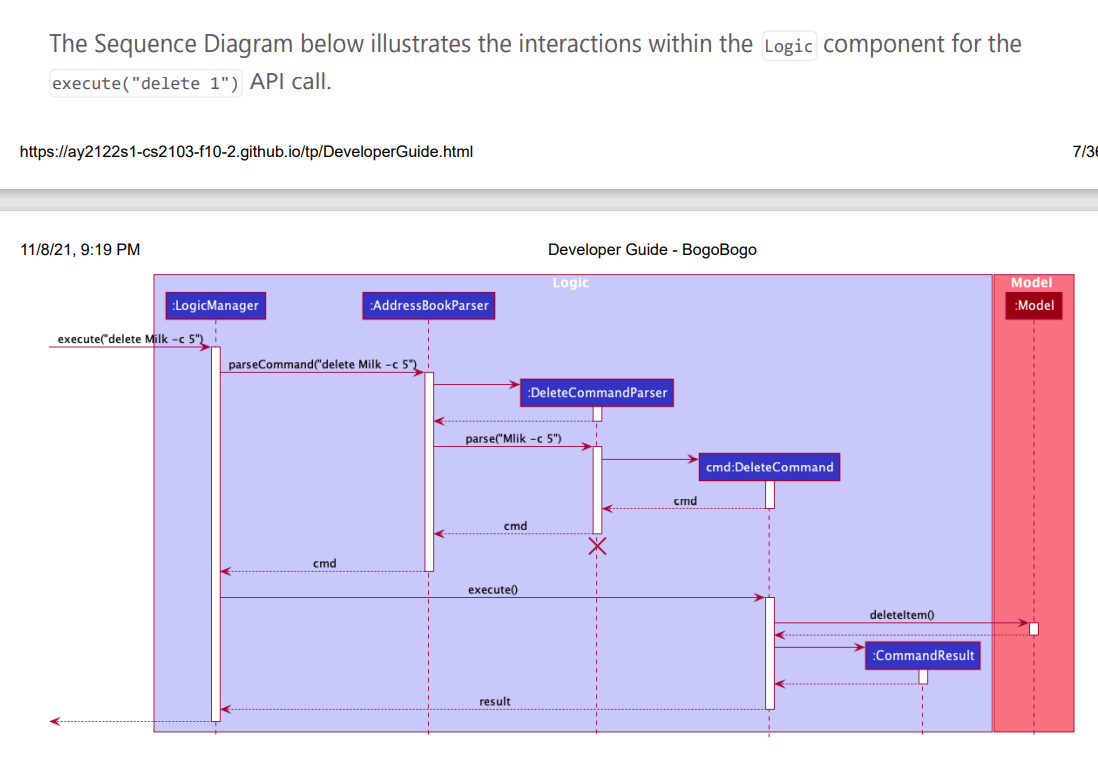 The Sequence Diagram below illustrates the interactions within the Logic component for the
execute("delete 1") API call.
https://ay2122s1-cs2103-f10-2.github.io/tp/DeveloperGuide.html
7/36
11/8/21, 9:19 PM
Developer Guide - BogoBogo
Logic
Model
:LogicManager
:AddressBookParser
:Model
execute("delete Milk -c 5")
parseCommand("delete Milk -c 5")
:DeleteCommandParser
parse("Mlik -c 5")
cmd:DeleteCommand
cmd
cmd
cmd
execute()
deleteItem()
:CommandResult
result